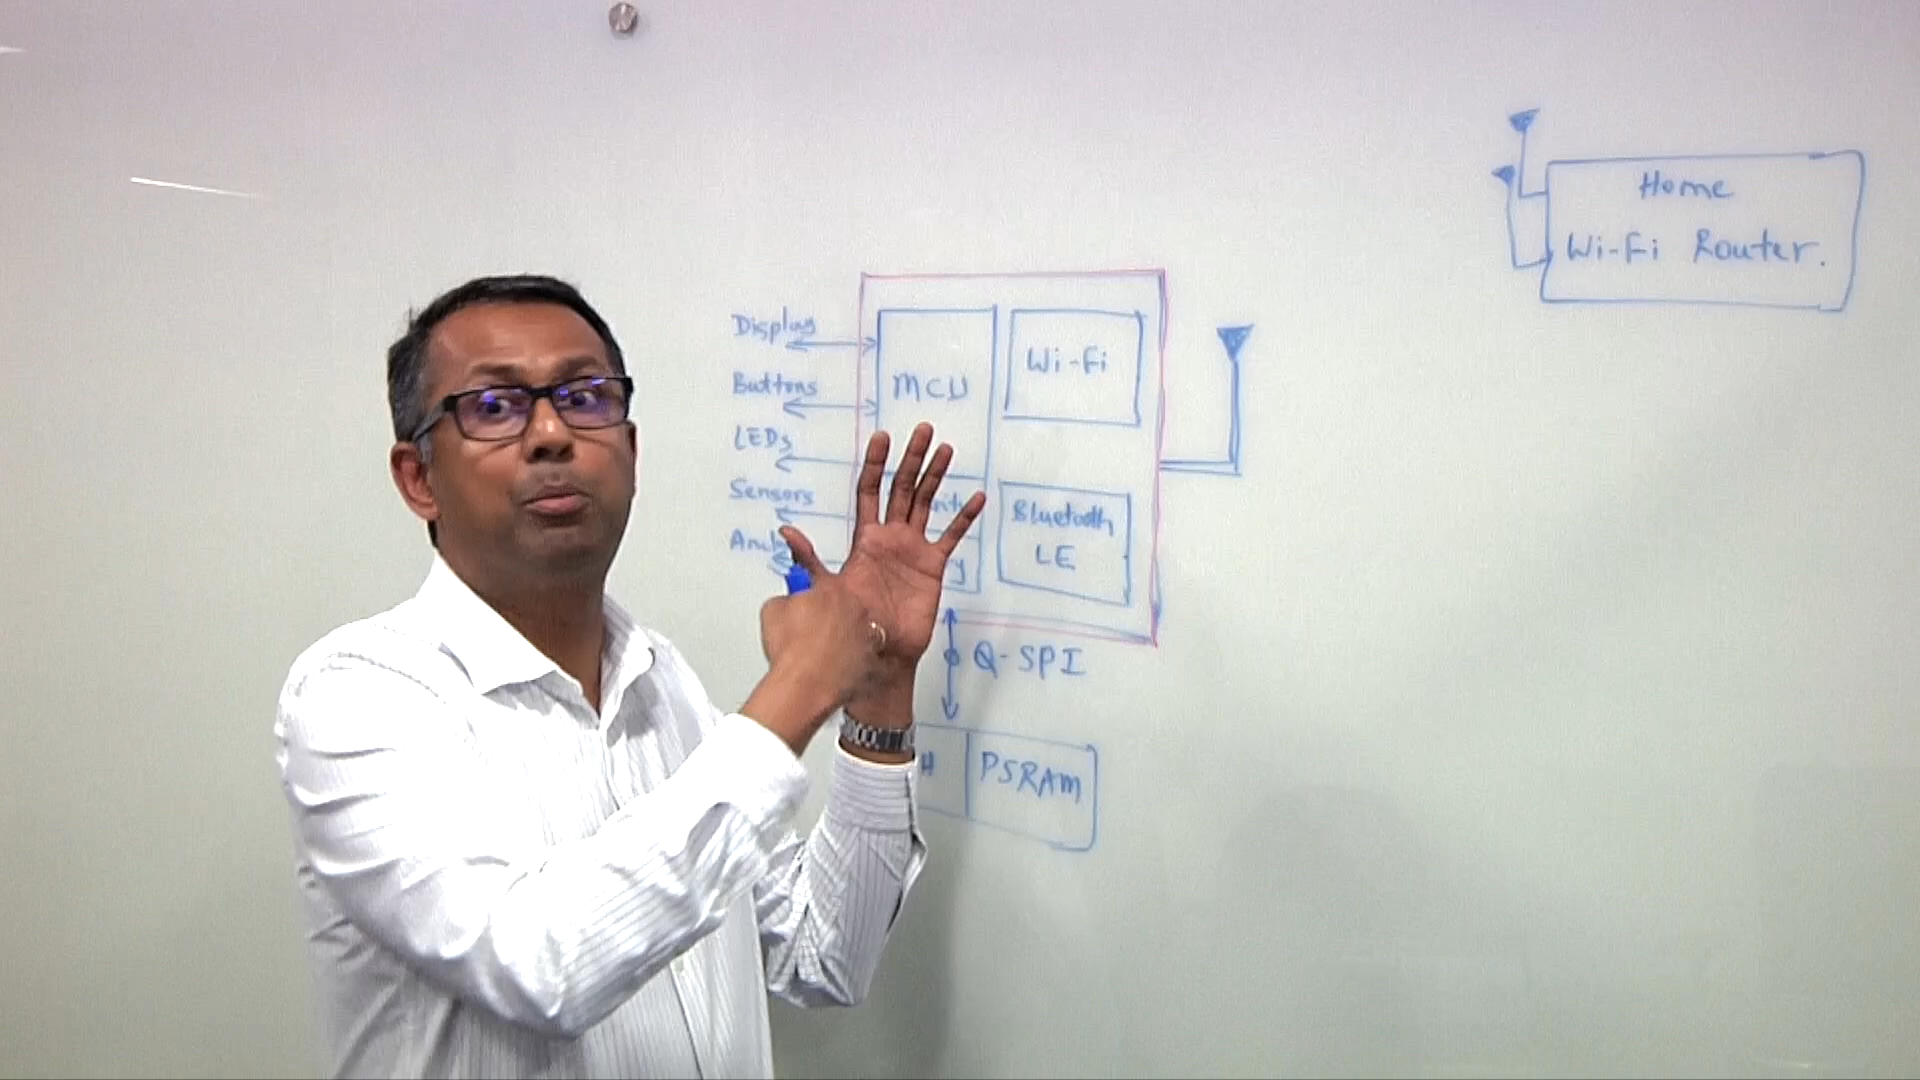 Home
Wi-Fi Router.
Display
Buttons
LEDs
Sensors
MCU
Wi-Fi
Bluetooth
LE
Q-SPI
PSRAM